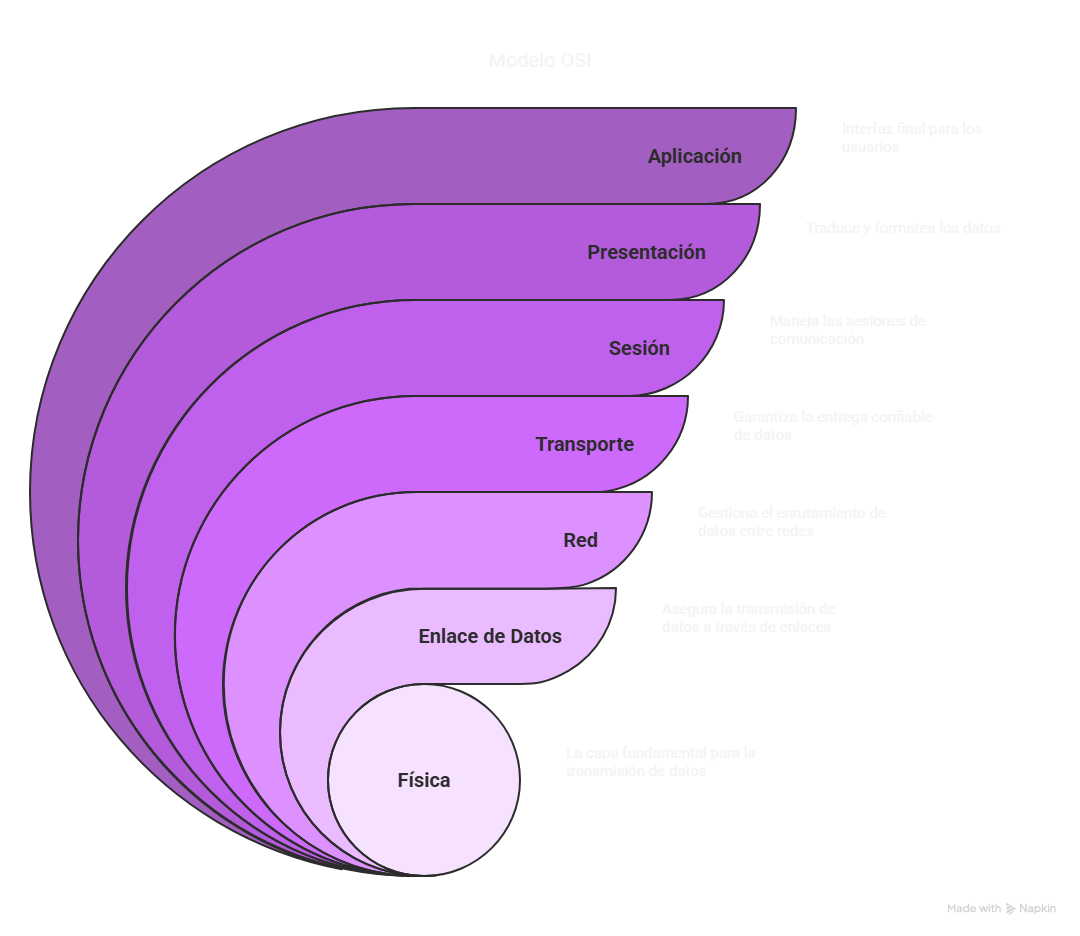 Modelo OSI
Aplicación
Interfaz final para los
usuarios
Presentación
Traduce y formatea los datos
Sesión
Maneja las sesiones de
comunicación
Transporte
Garantiza la entrega confiable
de datos
Red
Gestiona el enrutamiento de
datos entre redes
Enlace de Datos
Asegura la transmisión de
datos a través de enlaces
Física
La capa fundamental para la
transmisión de datos
Made with Napkin